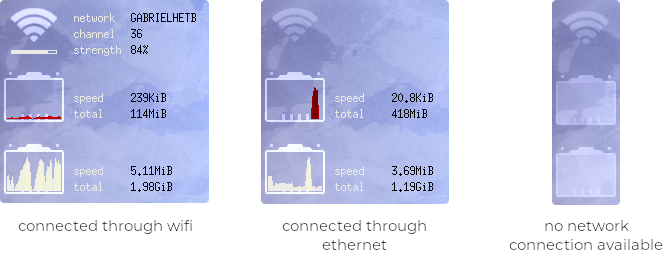 network GABRIELHETB
channel 36
strength 84%
speed 239KiB
total 114MiB
speed 5.11MiB
total 1.98GiB
connected through wifi
speed 20.8KiB
total 418MiB
speed 3.69MiB
total 1.19GiB
connected through
ethernet
no network
connection available